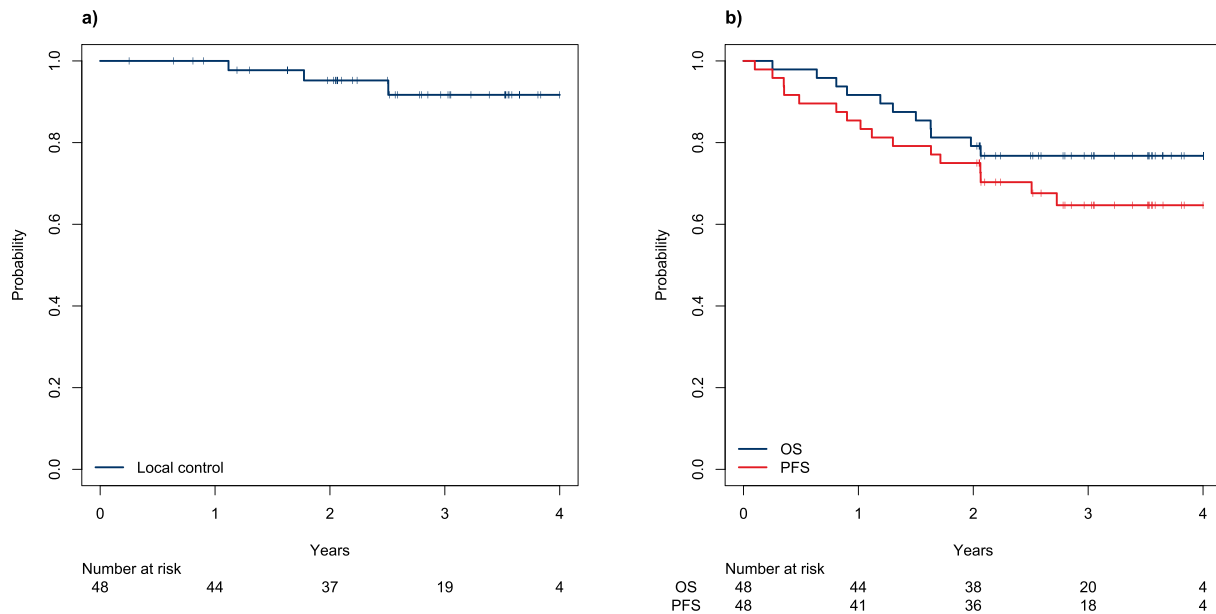 a)
1.0
0.8
0.6
0.4
0.2
0.0
Probability
Local control
0 1 2 3 4
Years
Number at risk
48 44 37 19 4
b)
1.0
0.8
0.6
0.4
0.2
0.0
Probability
OS
PFS
0 1 2 3 4
Years
Number at risk
OS 48 44 38 20 4
PFS 48 41 36 18 4